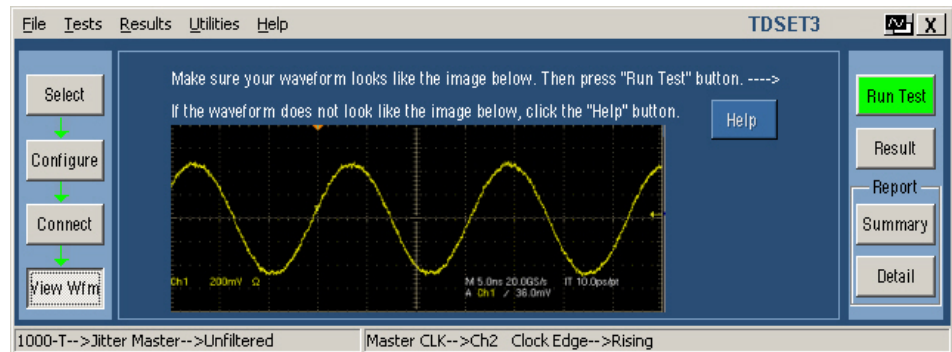 File Tests Results Utilities Help TDSET3 X
Make sure your waveform looks like the image below. Then press "Run Test" button. ---->
If the waveform does not look like the image below, click the "Help" button.
Help
Select
Configure
Connect
View Wfm
Ch1 200mV Ω
M 5.0ns 20.0GS/s IT 10.0ps/pt
A Ch1 / 36.0mV
Run Test
Result
Report
Summary
Detail
1000-T-->Jitter Master-->Unfiltered
Master CLK-->Ch2 Clock Edge-->Rising